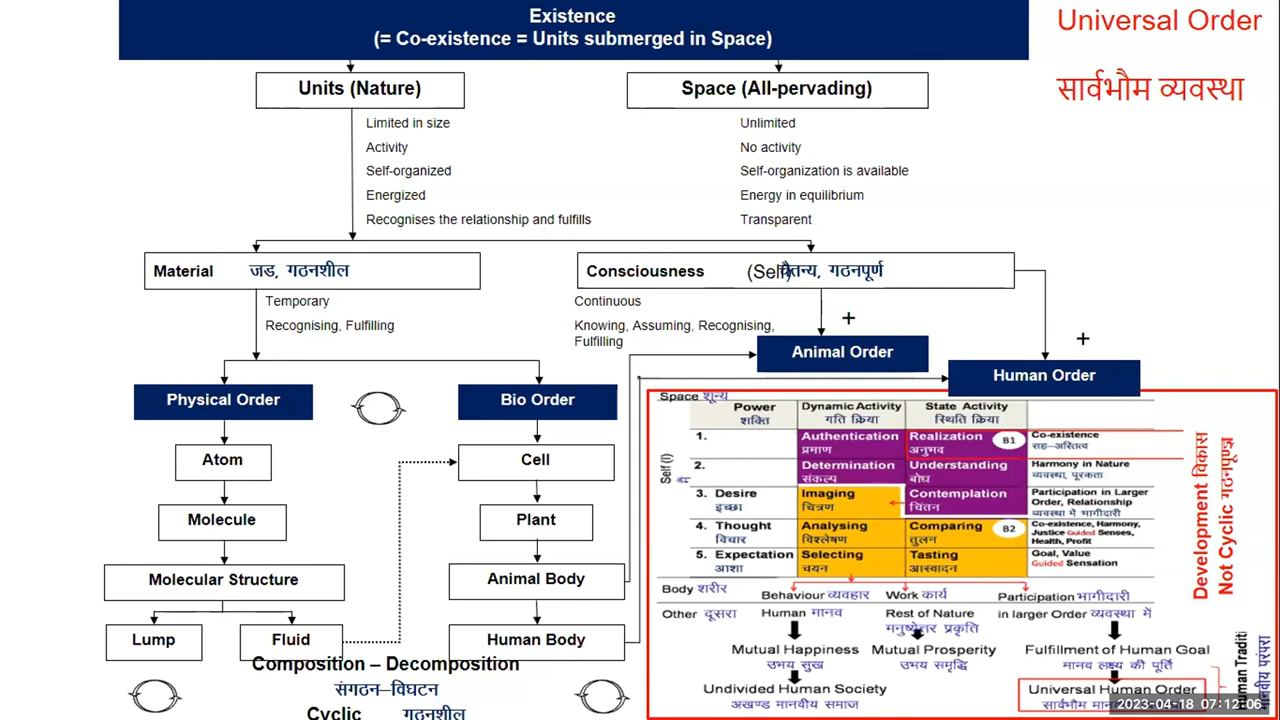 Existence
(= Co-existence = Units submerged in Space)
Universal Order
सार्वभौम व्यवस्था
Units (Nature)
Space (All-pervading)
Limited in size
Activity
Self-organized
Energized
Recognises the relationship and fulfills
Unlimited
No activity
Self-organization is available
Energy in equilibrium
Transparent
Material जड, गठनशील
Consciousness (Self) चैतन्य, गठनपूर्ण
Temporary
Recognising, Fulfilling
Continuous
Knowing, Assuming, Recognising,
Fulfilling
+
+
Animal Order
Human Order
Physical Order
Bio Order
Atom
Cell
Molecule
Plant
Molecular Structure
Animal Body
Lump
Fluid
Human Body
Composition – Decomposition
संगठन–विघटन
Cyclic गठनशील
Space शून्य
Power Dynamic Activity State Activity
शक्ति गति क्रिया स्थिति क्रिया
Self (I)
1. Authentication Realization B1 Co-existence
प्रमाण अनुभव सह–अस्तित्व
2. Determination Understanding Harmony in Nature
संकल्प बोध व्यवस्था, पूरकता
3. Desire Imaging Contemplation Participation in Larger
Order, Relationship
इच्छा चित्रण चिंतन व्यवस्था में भागीदारी
4. Thought Analysing Comparing B2 Co-existence, Harmony,
Justice Guided Senses,
विचार विश्लेषण तुलन Health, Profit
5. Expectation Selecting Tasting Goal, Value
आशा चयन आस्वादन Guided Sensation
Body शरीर
Behaviour व्यवहार Work कार्य Participation भागीदारी
Other दूसरा Human मानव Rest of Nature in larger Order व्यवस्था में
मनुष्येत्तर प्रकृति
Mutual Happiness Mutual Prosperity Fulfillment of Human Goal
उभय सुख उभय समृद्धि मानव लक्ष्य की पूर्ति
Undivided Human Society Universal Human Order
अखण्ड मानवीय समाज सार्वभौम
Development विकास
Not Cyclic
Human Traditi
मानवीय परंपरा
2023-04-18 07:12:06